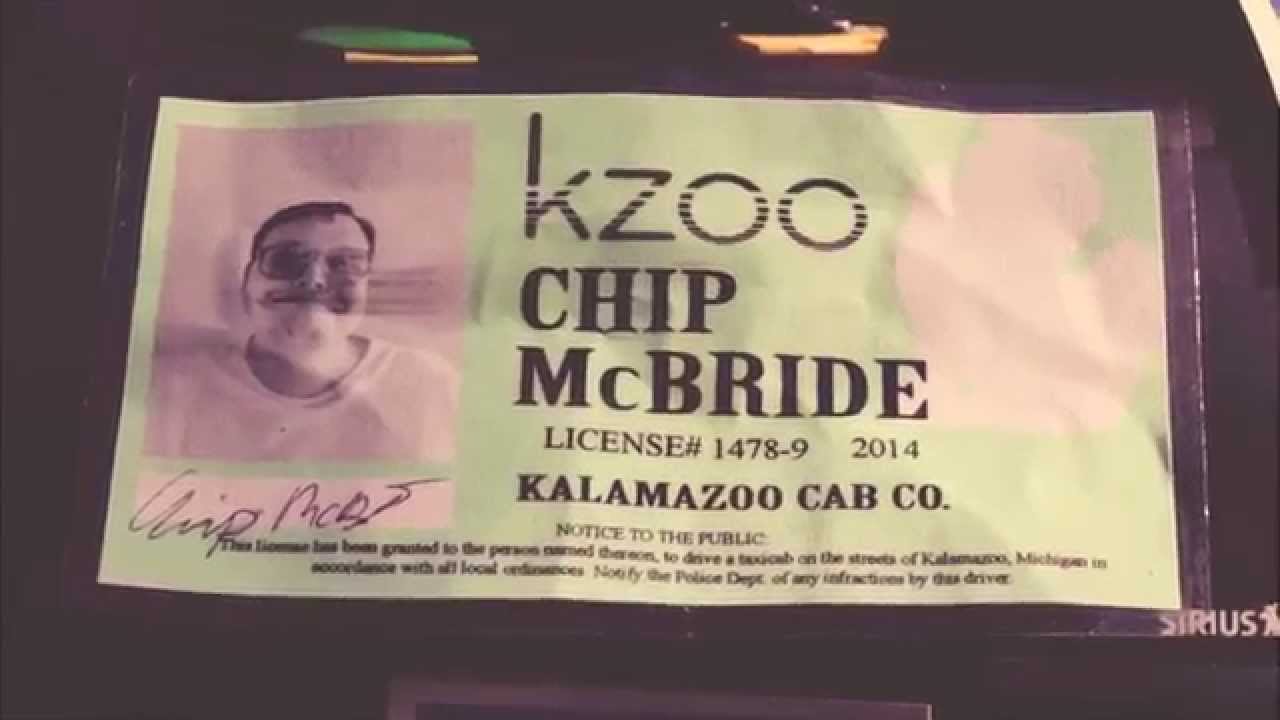 kzoo
CHIP
McBRIDE
LICENSE# 1478-9 2014
KALAMAZOO CAB CO.
Chip McB
NOTICE TO THE PUBLIC:
This license has been granted to the person named thereon, to drive a taxicab on the streets of Kalamazoo, Michigan in
accordance with all local ordinances Notify the Police Dept. of any infractions by this driver.
SIRIUS